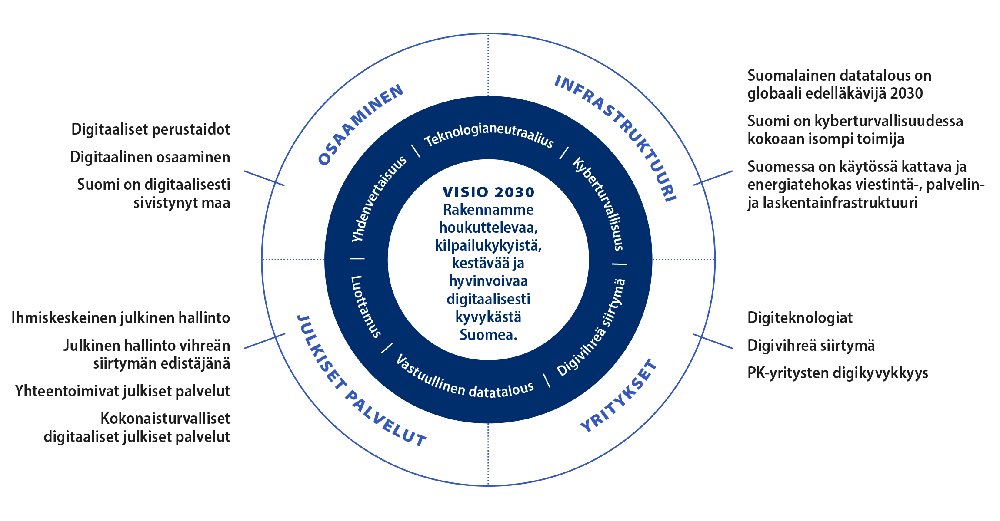 OSAAMINEN
Digitaaliset perustaidot
Digitaalinen osaaminen
Suomi on digitaalisesti
sivistynyt maa
INFRASTRUKTUURI
Suomalainen datatalous on
globaali edelläkävijä 2030
Suomi on kyberturvallisuudessa
kokoaan isompi toimija
Suomessa on käytössä kattava ja
energiatehokas viestintä-, palvelin-
ja laskentainfrastruktuuri
Yhdenvertaisuus | Teknologianeutraalius | Kyberturvallisuus | Digivihreä siirtymä | Vastuullinen datatalous | Luottamus |
VISIO 2030
Rakennamme
houkuttelevaa,
kilpailukykyistä,
kestävää ja
hyvinvoivaa
digitaalisesti
kyvykästä
Suomea.
JULKISET PALVELUT
Ihmiskeskeinen julkinen hallinto
Julkinen hallinto vihreän
siirtymän edistäjänä
Yhteentoimivat julkiset palvelut
Kokonaisturvalliset
digitaaliset julkiset palvelut
YRITYKSET
Digiteknologiat
Digivihreä siirtymä
PK-yritysten digikyvykkyys